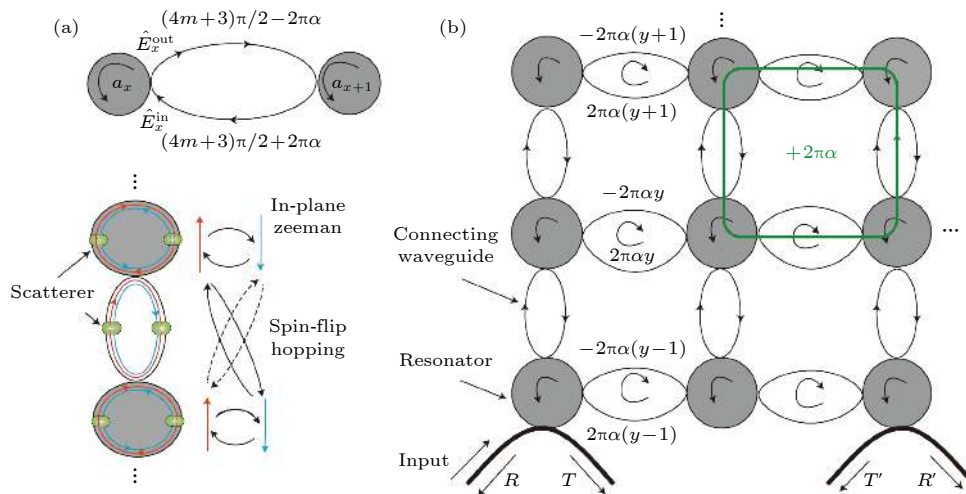 (a)
(4m+3)π/2−2πα
Ê_x^out
a_x
a_{x+1}
Ê_x^in
(4m+3)π/2+2πα
⋮
In-plane
zeeman
Scatterer
Spin-flip
hopping
⋮
(b)
⋮
−2πα(y+1)
2πα(y+1)
+2πα
−2παy
2παy
...
Connecting
waveguide
−2πα(y−1)
Resonator
2πα(y−1)
Input
R
T
T′
R′